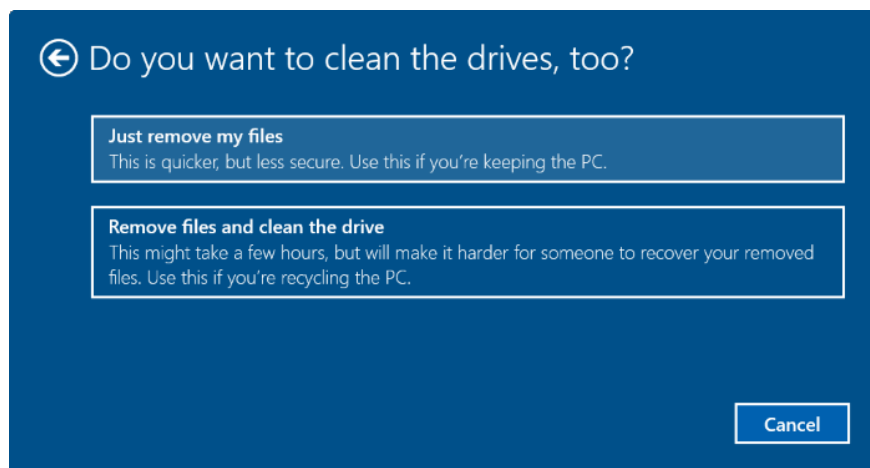 Do you want to clean the drives, too?
Just remove my files
This is quicker, but less secure. Use this if you're keeping the PC.
Remove files and clean the drive
This might take a few hours, but will make it harder for someone to recover your removed
files. Use this if you're recycling the PC.
Cancel